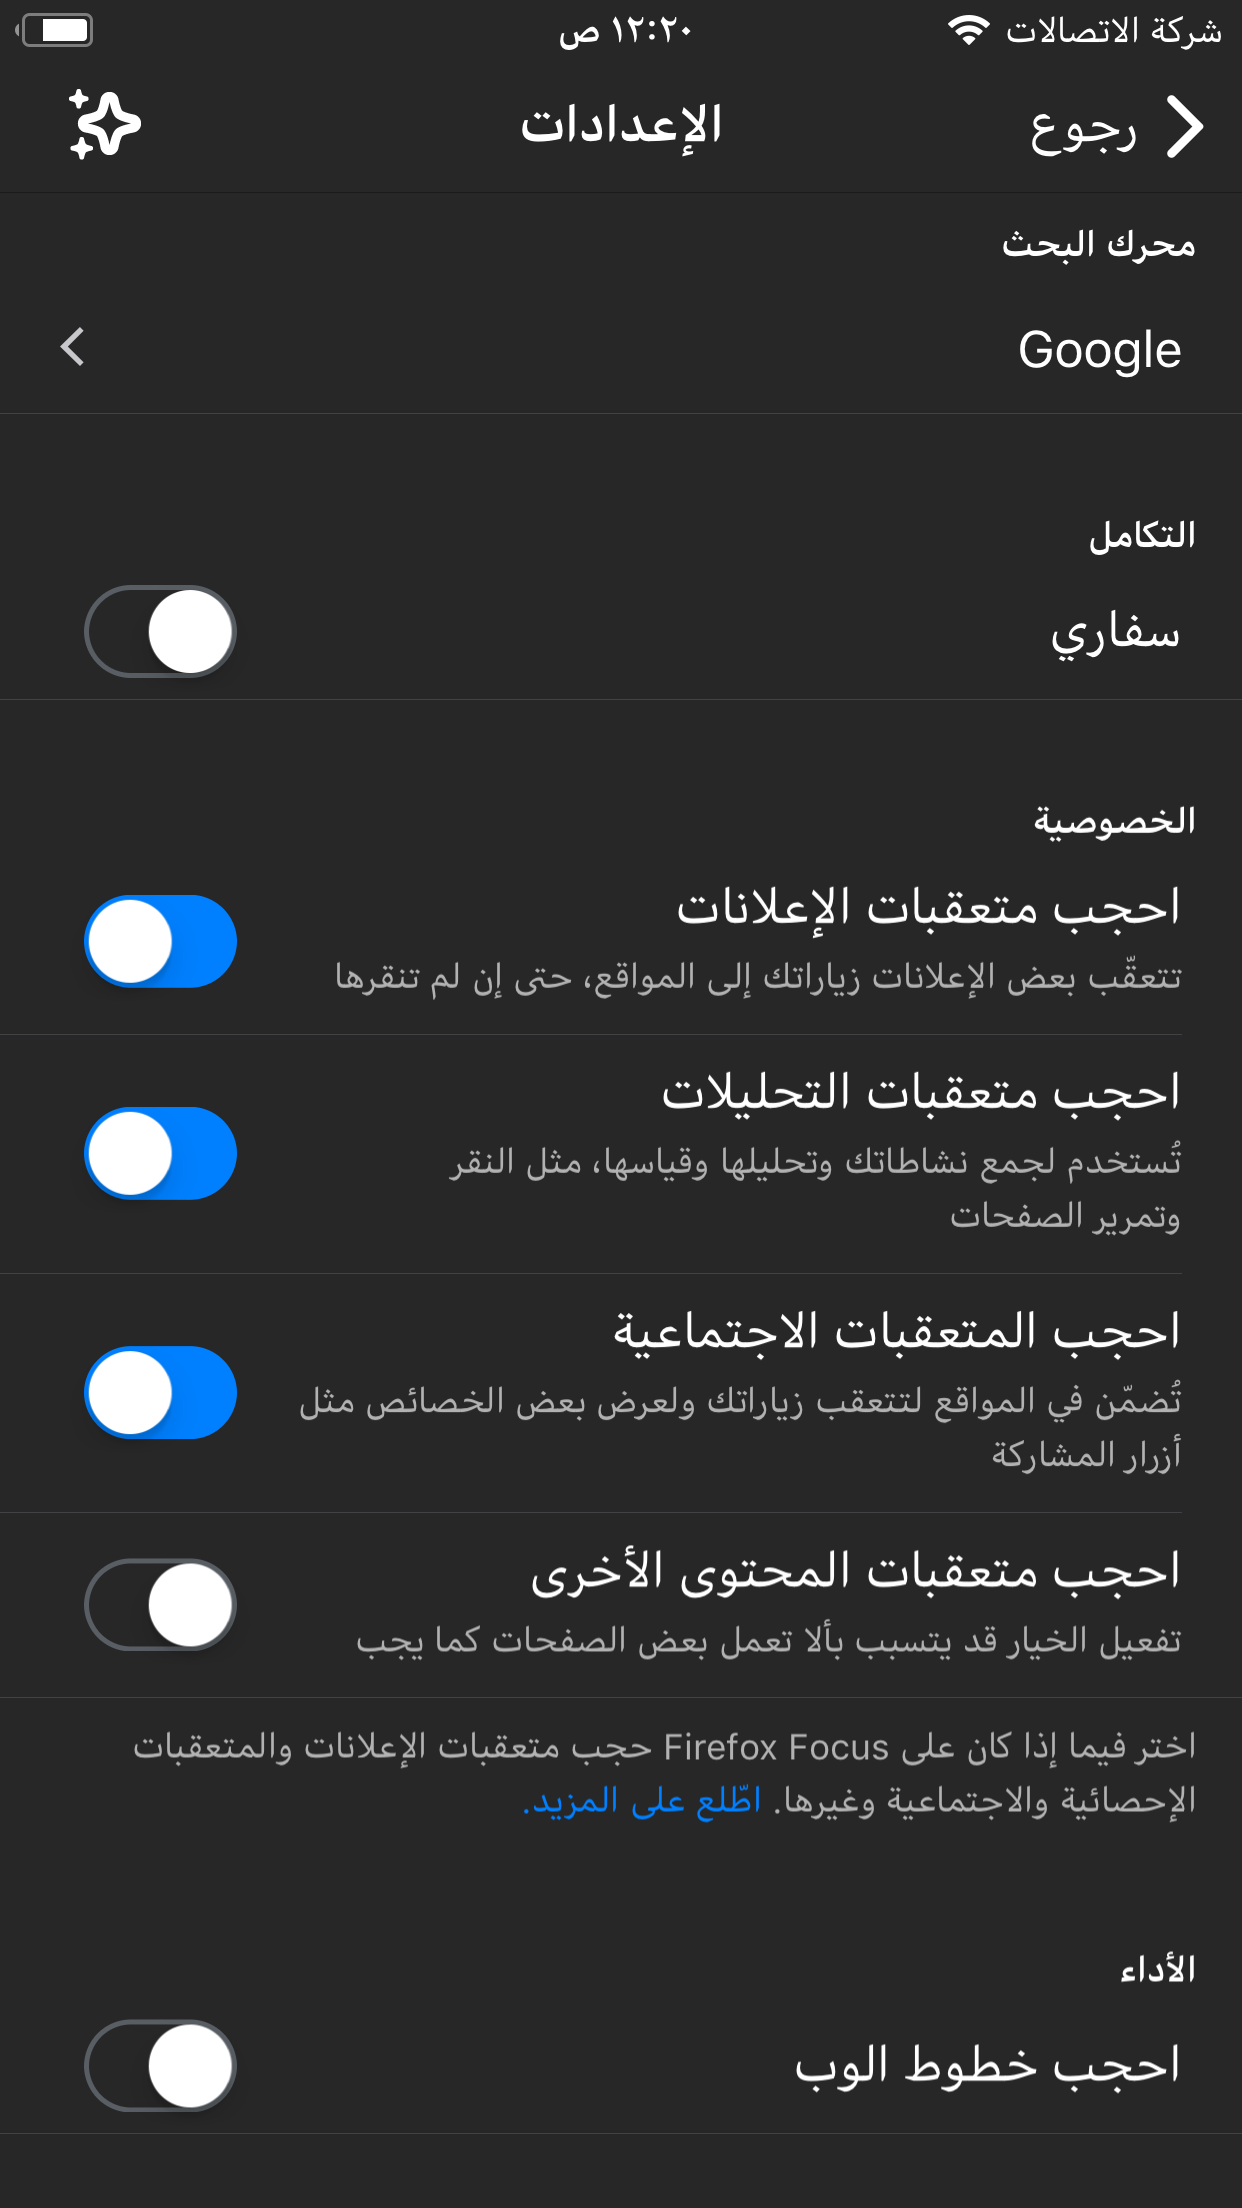 شركة الاتصالات
١٢:٢٠ ص
رجوع
الإعدادات
محرك البحث
Google
التكامل
سفاري
الخصوصية
احجب متعقبات الإعلانات
تتعقّب بعض الإعلانات زياراتك إلى المواقع، حتى إن لم تنقرها
احجب متعقبات التحليلات
تُستخدم لجمع نشاطاتك وتحليلها وقياسها، مثل النقر
وتمرير الصفحات
احجب المتعقبات الاجتماعية
تُضمّن في المواقع لتتعقب زياراتك ولعرض بعض الخصائص مثل
أزرار المشاركة
احجب متعقبات المحتوى الأخرى
تفعيل الخيار قد يتسبب بألا تعمل بعض الصفحات كما يجب
اختر فيما إذا كان على Firefox Focus حجب متعقبات الإعلانات والمتعقبات
الإحصائية والاجتماعية وغيرها. اطّلع على المزيد.
الأداء
احجب خطوط الوب